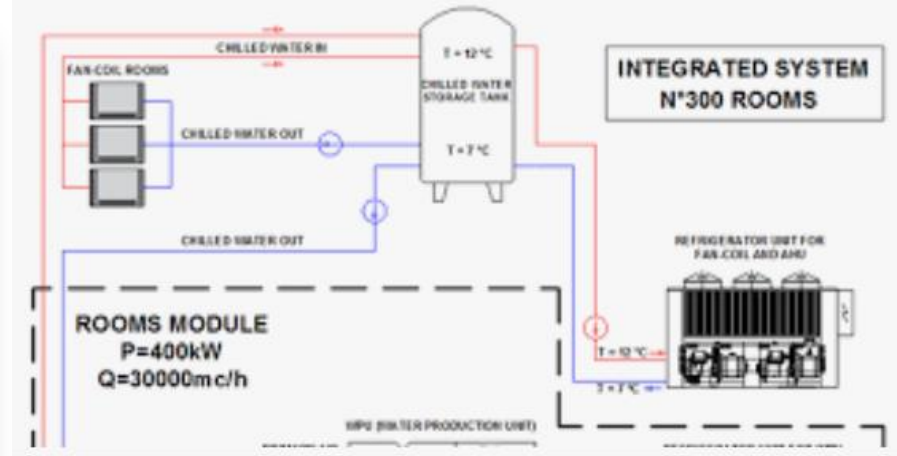 CHILLED WATER IN
T = 12 °C
FAN-COIL ROOMS
CHILLED WATER
STORAGE TANK
INTEGRATED SYSTEM
N°300 ROOMS
CHILLED WATER OUT
T = 7 °C
CHILLED WATER OUT
REFRIGERATOR UNIT FOR
FAN-COIL AND AHU
ROOMS MODULE
P=400kW
Q=30000mc/h
T = 12 °C
T = 7 °C
WPU (WATER PRODUCTION UNIT)